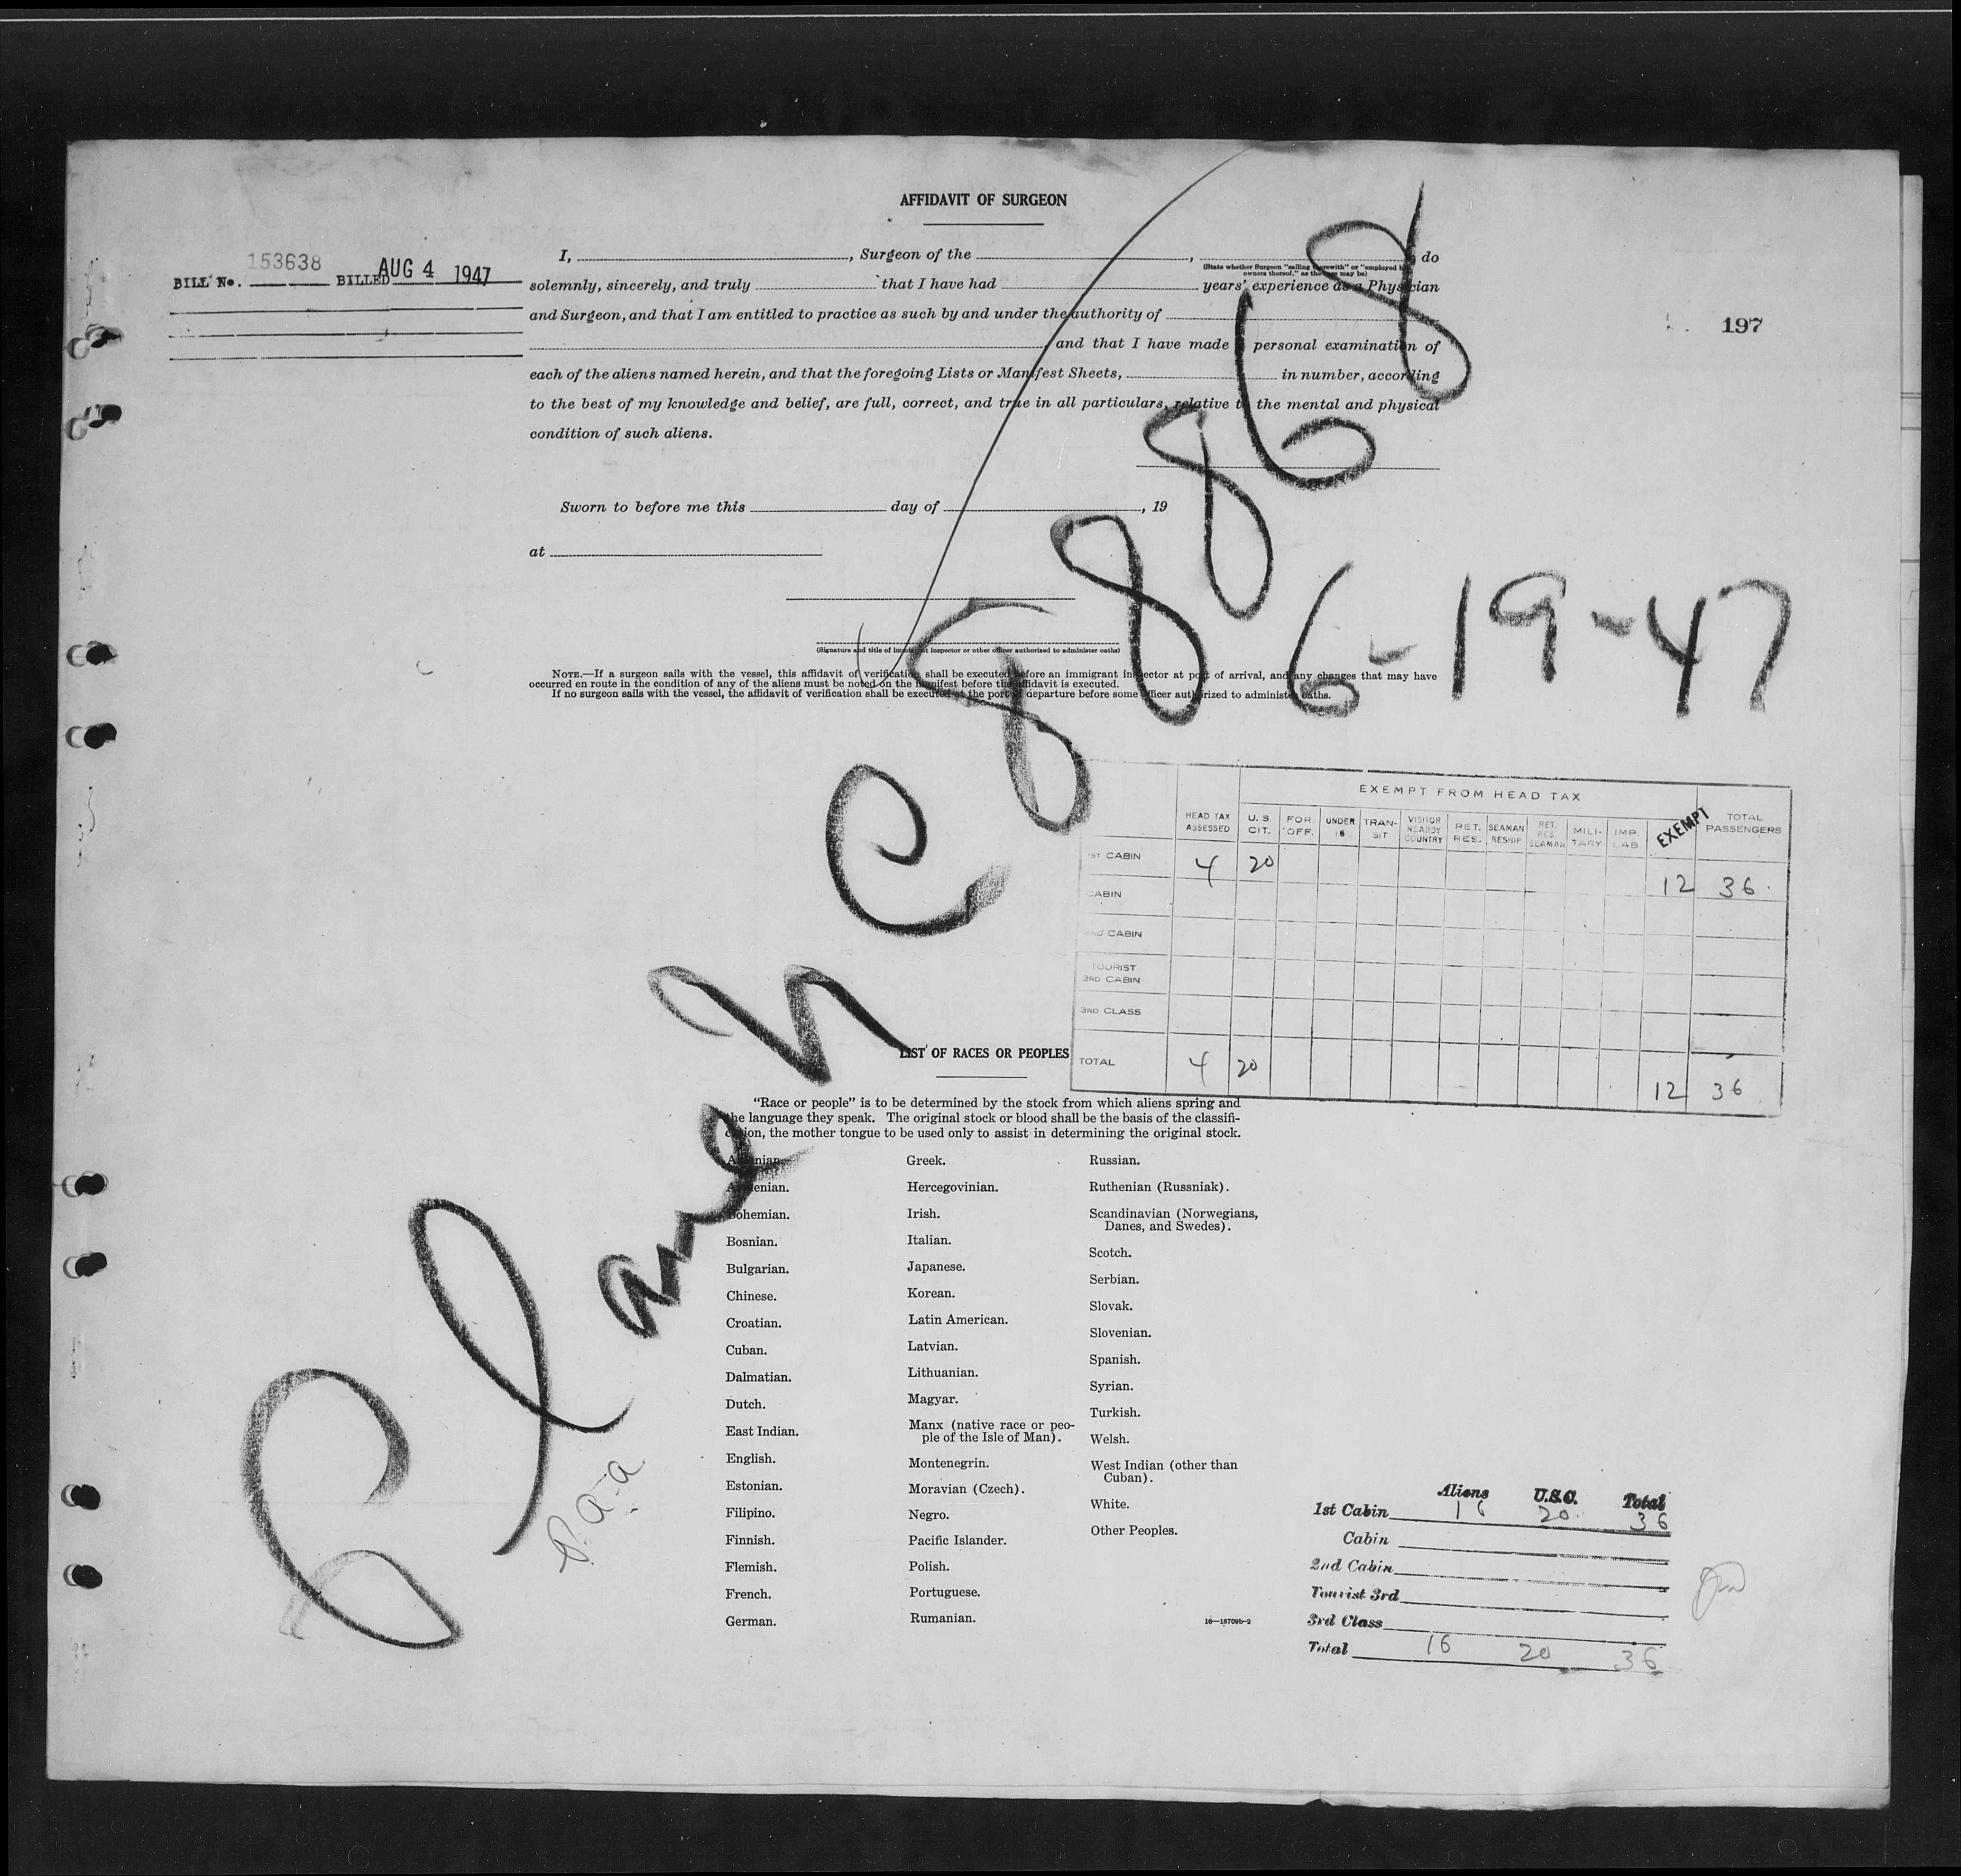 AFFIDAVIT OF SURGEON
BILL No. 153638 BILLED AUG 4 1947
I, , Surgeon of the , do
(State whether Surgeon "sailing therewith" or "employed by
owners thereof," as the case may be)
solemnly, sincerely, and truly that I have had years' experience as a Physician
and Surgeon, and that I am entitled to practice as such by and under the authority of
197
and that I have made a personal examination of
each of the aliens named herein, and that the foregoing Lists or Manifest Sheets, in number, according
to the best of my knowledge and belief, are full, correct, and true in all particulars, relative to the mental and physical
condition of such aliens.
Sworn to before me this day of , 19
at
(Signature and title of immigrant inspector or other officer authorized to administer oaths)
NOTE.—If a surgeon sails with the vessel, this affidavit of verification shall be executed before an immigrant inspector at port of arrival, and any changes that may have
occurred en route in the condition of any of the aliens must be noted on the manifest before the affidavit is executed.
If no surgeon sails with the vessel, the affidavit of verification shall be executed at the port of departure before some officer authorized to administer oaths.
Plane NC 88868
6-19-47
P.A-A
EXEMPT FROM HEAD TAX
HEAD TAX ASSESSED U. S. CIT. FOR. OFF. UNDER 16 TRAN- SIT VISITOR NEARBY COUNTRY RET. RES. SEAMAN RESHIP RET. RES. SEAMAN MILI- TARY IMP. LAB. EXEMPT TOTAL PASSENGERS
1ST CABIN 4 20 12 36
CABIN
2ND CABIN
TOURIST
3RD CABIN
3RD CLASS
TOTAL 4 20 12 36
LIST OF RACES OR PEOPLES
"Race or people" is to be determined by the stock from which aliens spring and
the language they speak. The original stock or blood shall be the basis of the classifi-
cation, the mother tongue to be used only to assist in determining the original stock.
Albanian.
Armenian.
Bohemian.
Bosnian.
Bulgarian.
Chinese.
Croatian.
Cuban.
Dalmatian.
Dutch.
East Indian.
English.
Estonian.
Filipino.
Finnish.
Flemish.
French.
German.
Greek.
Hercegovinian.
Irish.
Italian.
Japanese.
Korean.
Latin American.
Latvian.
Lithuanian.
Magyar.
Manx (native race or peo-
ple of the Isle of Man).
Montenegrin.
Moravian (Czech).
Negro.
Pacific Islander.
Polish.
Portuguese.
Rumanian.
Russian.
Ruthenian (Russniak).
Scandinavian (Norwegians,
Danes, and Swedes).
Scotch.
Serbian.
Slovak.
Slovenian.
Spanish.
Syrian.
Turkish.
Welsh.
West Indian (other than
Cuban).
White.
Other Peoples.
16—18709b-2
Aliens U.S.C. Total
1st Cabin 16 20 36
Cabin
2nd Cabin
Tourist 3rd
3rd Class
Total 16 20 36